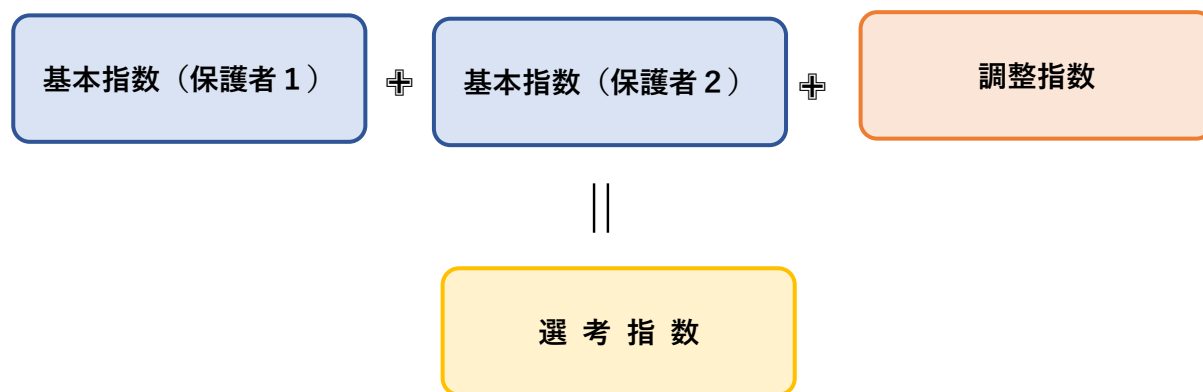 基本指数（保護者１）
✙
基本指数（保護者２）
✙
調整指数
||
選 考 指 数